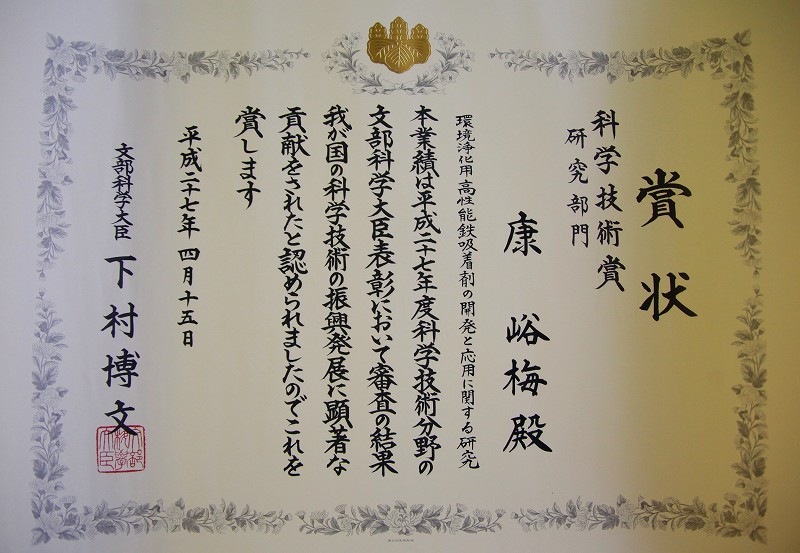 賞状
科学技術賞
研究部門
康峪梅殿
環境浄化用高性能鉄吸着剤の開発と応用に関する研究
本業績は平成二十七年度科学技術分野の
文部科学大臣表彰において審査の結果
我が国の科学技術の振興発展に顕著な
貢献をされたと認められましたのでこれを
賞します
平成二十七年四月十五日
文部科学大臣
下村博文